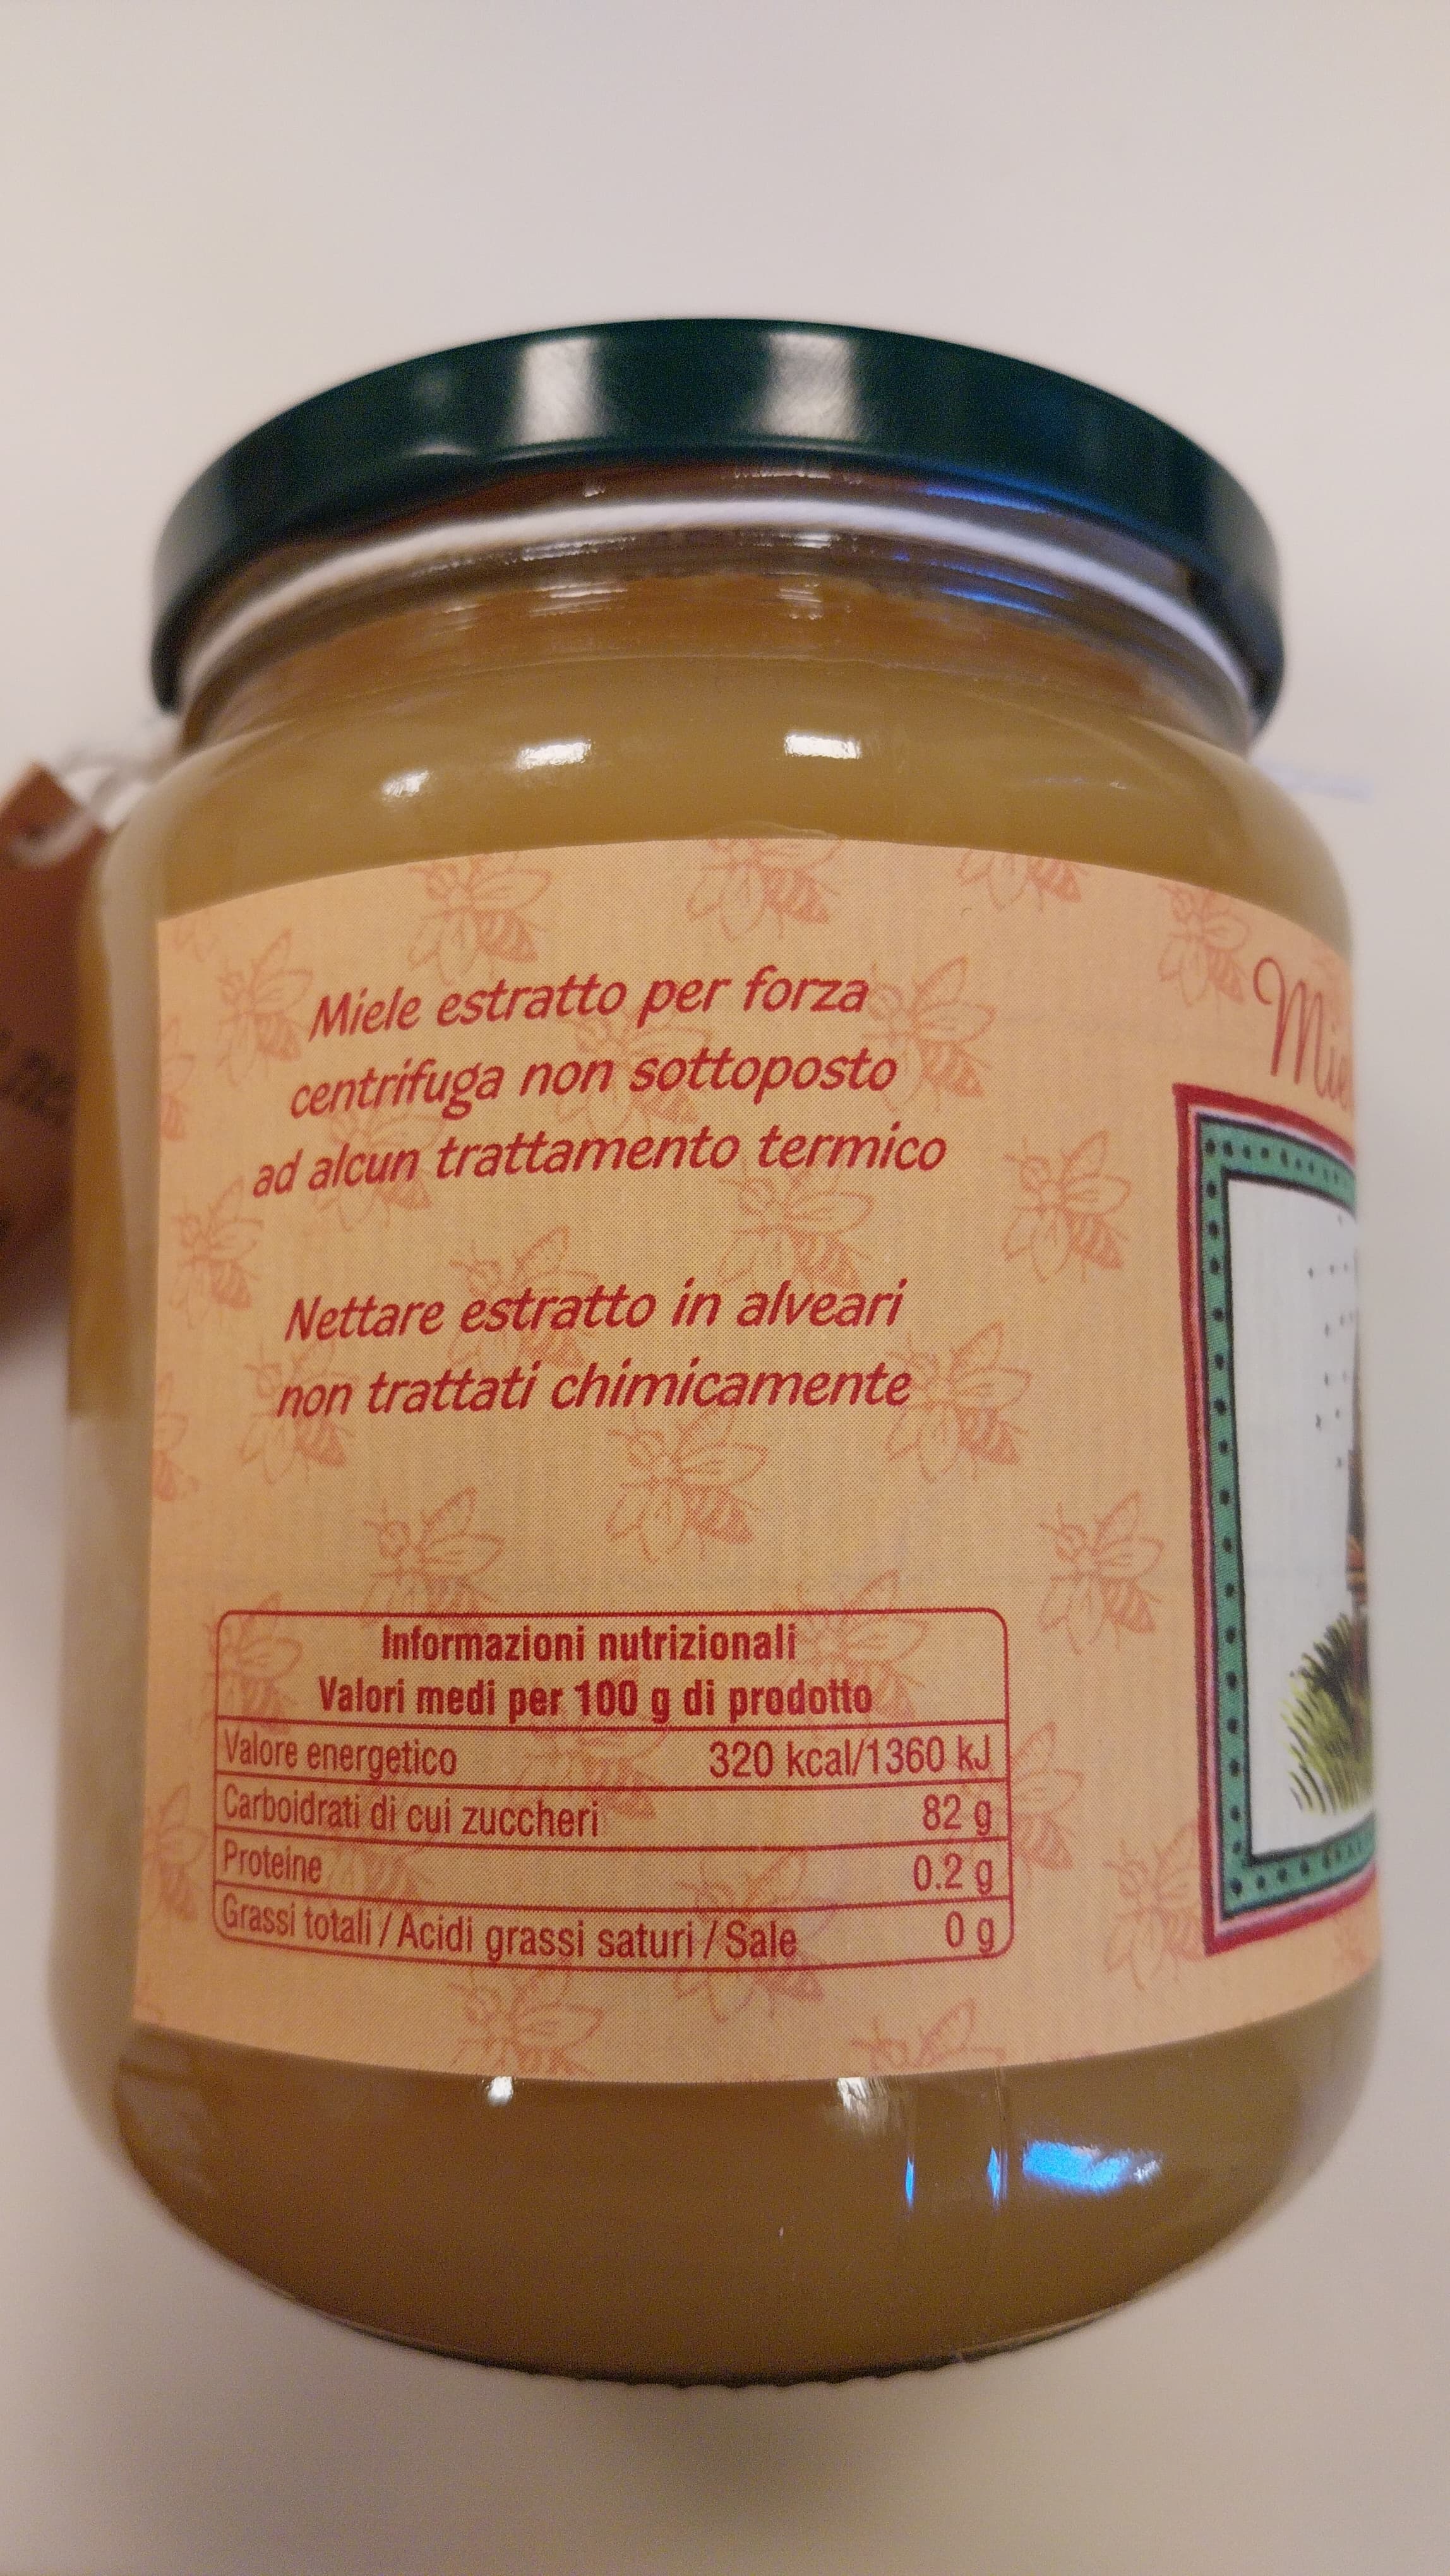 Miele estratto per forza
centrifuga non sottoposto
ad alcun trattamento termico
Nettare estratto in alveari
non trattati chimicamente
Informazioni nutrizionali
Valori medi per 100 g di prodotto
Valore energetico 320 kcal/1360 kJ
Carboidrati di cui zuccheri 82 g
Proteine 0.2 g
Grassi totali / Acidi grassi saturi / Sale 0 g